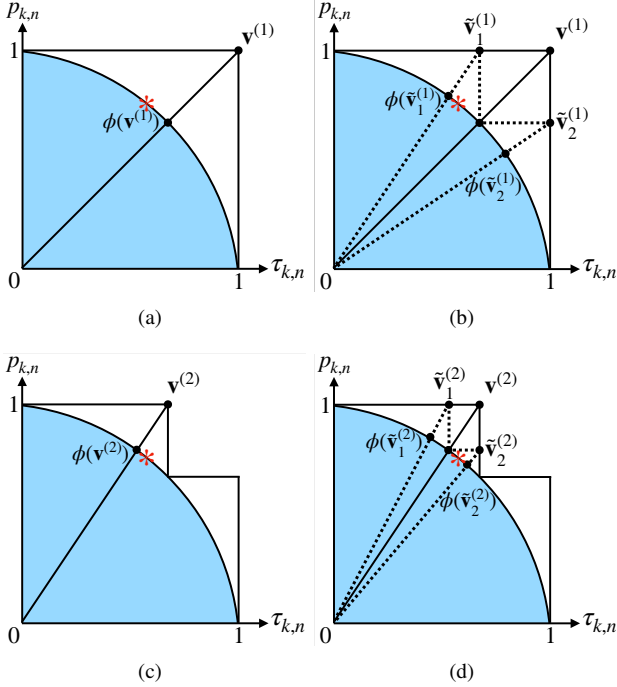 p_{k,n}
v^{(1)}
1
ϕ(v^{(1)})
0
1
τ_{k,n}
(a)
p_{k,n}
ṽ_1^{(1)}
v^{(1)}
1
ϕ(ṽ_1^{(1)})
ṽ_2^{(1)}
ϕ(ṽ_2^{(1)})
0
1
τ_{k,n}
(b)
p_{k,n}
v^{(2)}
1
ϕ(v^{(2)})
0
1
τ_{k,n}
(c)
p_{k,n}
ṽ_1^{(2)}
v^{(2)}
1
ϕ(ṽ_1^{(2)})
ṽ_2^{(2)}
ϕ(ṽ_2^{(2)})
0
1
τ_{k,n}
(d)